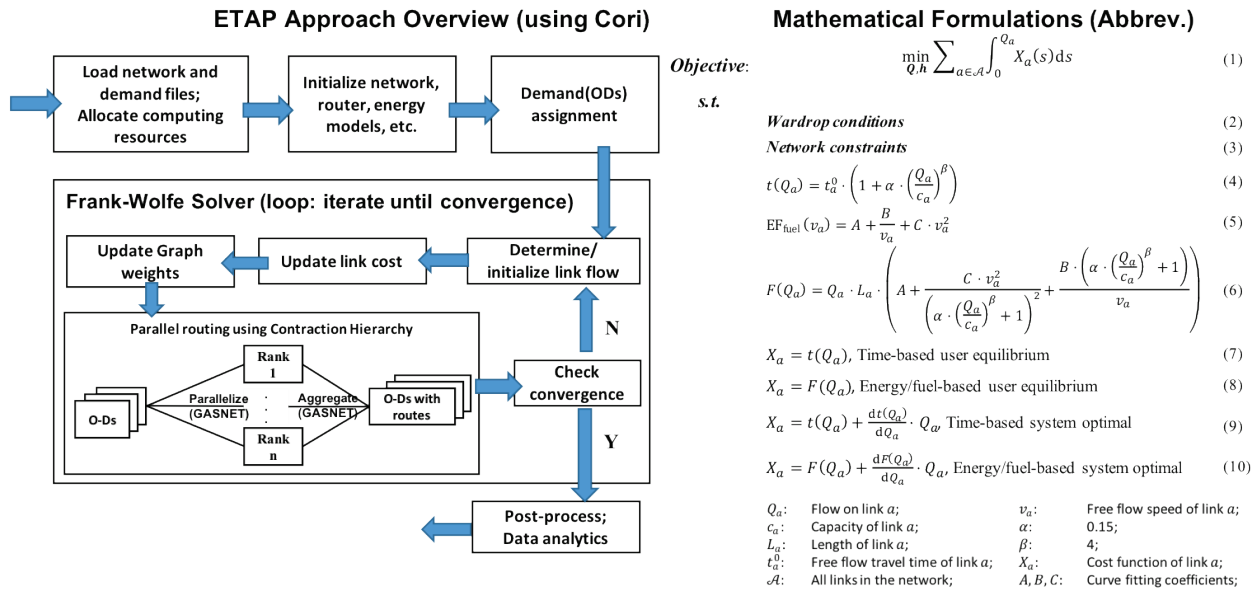 ETAP Approach Overview (using Cori)
Load network and
demand files;
Allocate computing
resources
Initialize network,
router, energy
models, etc.
Demand(ODs)
assignment
Frank-Wolfe Solver (loop: iterate until convergence)
Determine/
initialize link flow
Update link cost
Update Graph
weights
Parallel routing using Contraction Hierarchy
O-Ds
Parallelize
(GASNET)
Rank
1
.
.
.
Rank
n
Aggregate
(GASNET)
O-Ds with
routes
Check
convergence
N
Y
Post-process;
Data analytics
Mathematical Formulations (Abbrev.)
Objective: min_{Q,h} ∑_{a∈𝒜} ∫_0^{Q_a} X_a(s)ds (1)
s.t.
Wardrop conditions (2)
Network constraints (3)
t(Q_a) = t_a^0 · (1 + α · (Q_a/c_a)^β) (4)
EF_fuel(v_a) = A + B/v_a + C · v_a^2 (5)
F(Q_a) = Q_a · L_a · (A + C · v_a^2/(α · (Q_a/c_a)^β + 1)^2 + B · (α · (Q_a/c_a)^β + 1)/v_a) (6)
X_a = t(Q_a), Time-based user equilibrium (7)
X_a = F(Q_a), Energy/fuel-based user equilibrium (8)
X_a = t(Q_a) + dt(Q_a)/dQ_a · Q_a, Time-based system optimal (9)
X_a = F(Q_a) + dF(Q_a)/dQ_a · Q_a, Energy/fuel-based system optimal (10)
Q_a: Flow on link a; v_a: Free flow speed of link a;
c_a: Capacity of link a; α: 0.15;
L_a: Length of link a; β: 4;
t_a^0: Free flow travel time of link a; X_a: Cost function of link a;
𝒜: All links in the network; A, B, C: Curve fitting coefficients;